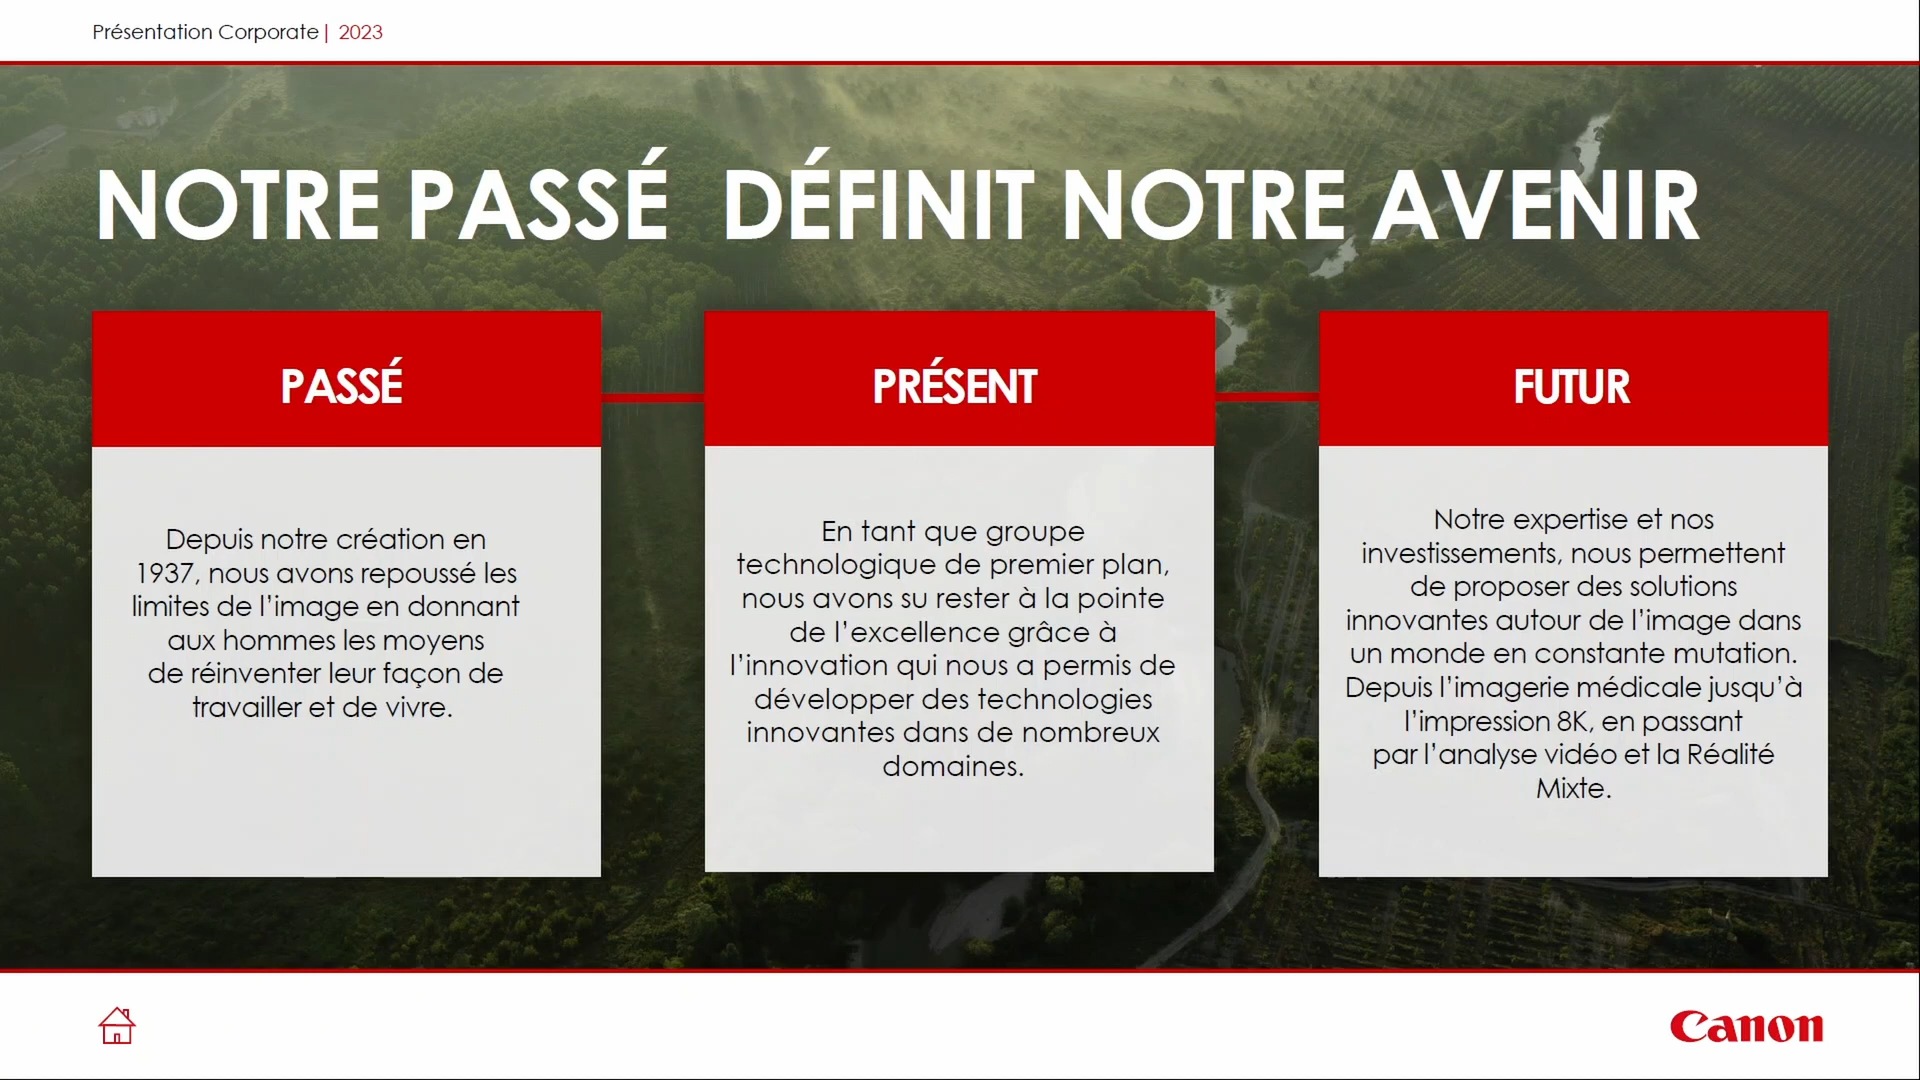 Présentation Corporate| 2023
NOTRE PASSÉ  DÉFINIT NOTRE AVENIR
PASSÉ
Depuis notre création en
1937, nous avons repoussé les
limites de l’image en donnant
aux hommes les moyens
de réinventer leur façon de
travailler et de vivre.
PRÉSENT
En tant que groupe
technologique de premier plan,
nous avons su rester à la pointe
de l’excellence grâce à
l’innovation qui nous a permis de
développer des technologies
innovantes dans de nombreux
domaines.
FUTUR
Notre expertise et nos
investissements, nous permettent
de proposer des solutions
innovantes autour de l’image dans
un monde en constante mutation.
Depuis l’imagerie médicale jusqu’à
l’impression 8K, en passant
par l’analyse vidéo et la Réalité
Mixte.
Canon